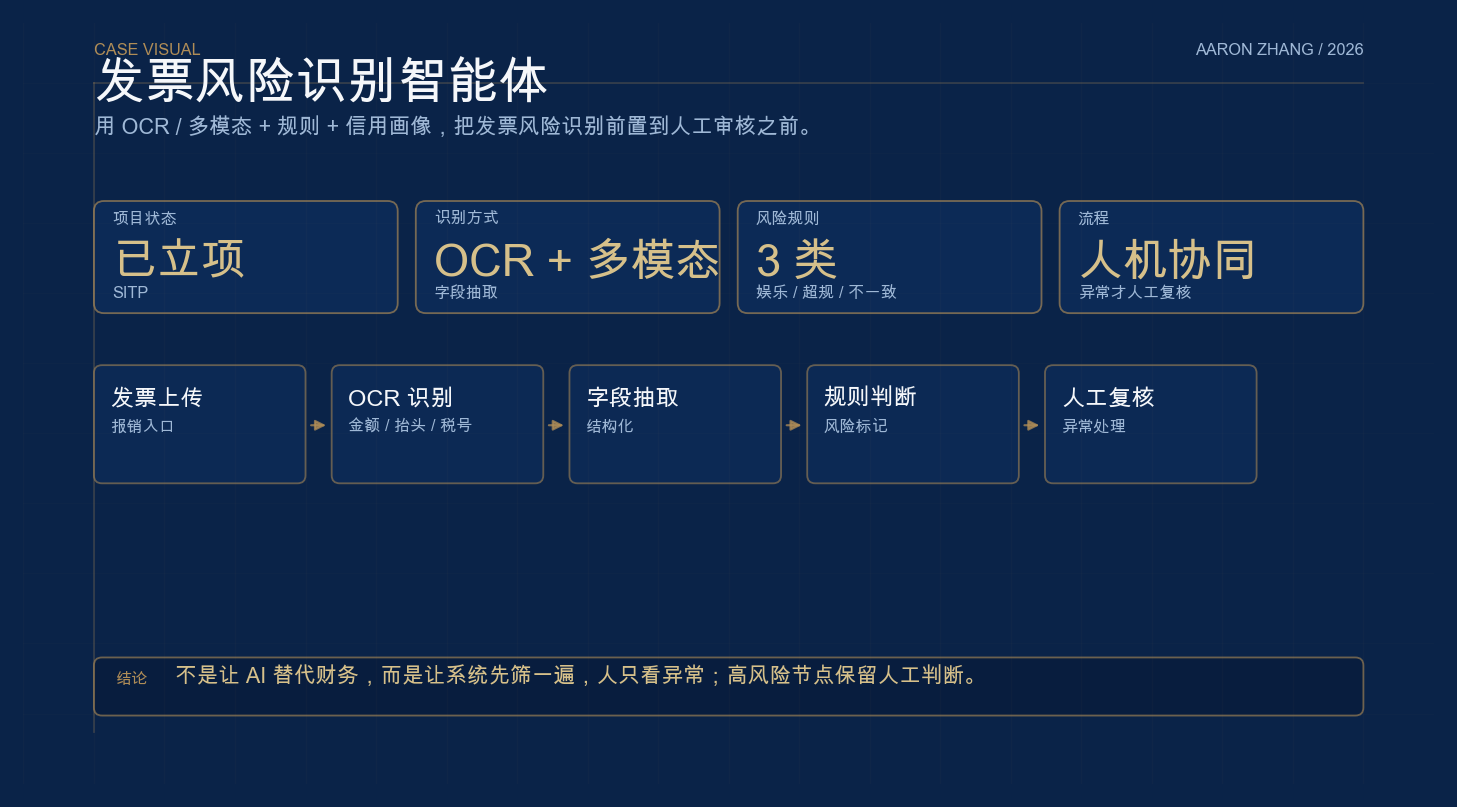 CASE VISUAL
AARON ZHANG / 2026
发票风险识别智能体
用 OCR / 多模态 + 规则 + 信用画像，把发票风险识别前置到人工审核之前。
项目状态
已立项
SITP
识别方式
OCR + 多模态
字段抽取
风险规则
3 类
娱乐 / 超规 / 不一致
流程
人机协同
异常才人工复核
发票上传
报销入口
OCR 识别
金额 / 抬头 / 税号
字段抽取
结构化
规则判断
风险标记
人工复核
异常处理
结论
不是让 AI 替代财务，而是让系统先筛一遍，人只看异常；高风险节点保留人工判断。